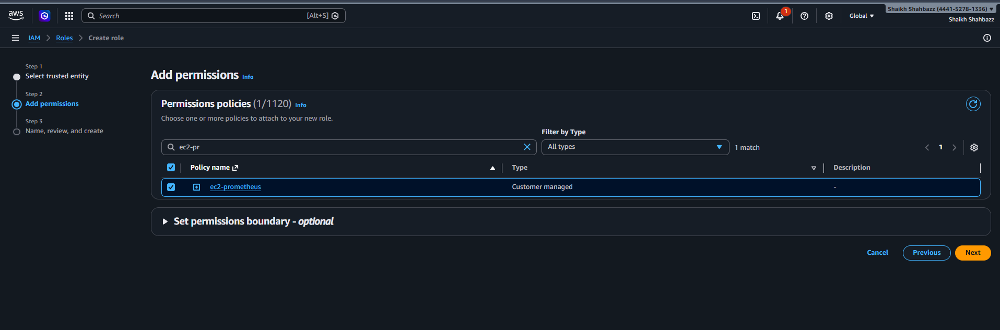 aws
Search
[Alt+S]
1
Global
Shaikh Shahbazz (4441-5278-1336)
Shaikh Shahbazz
IAM
Roles
Create role
Step 1
Select trusted entity
Step 2
Add permissions
Step 3
Name, review, and create
Add permissions Info
Permissions policies (1/1120) Info
Choose one or more policies to attach to your new role.
Filter by Type
ec2-pr
All types
1 match
1
Policy name
Type
Description
ec2-prometheus
Customer managed
-
Set permissions boundary - optional
Cancel
Previous
Next